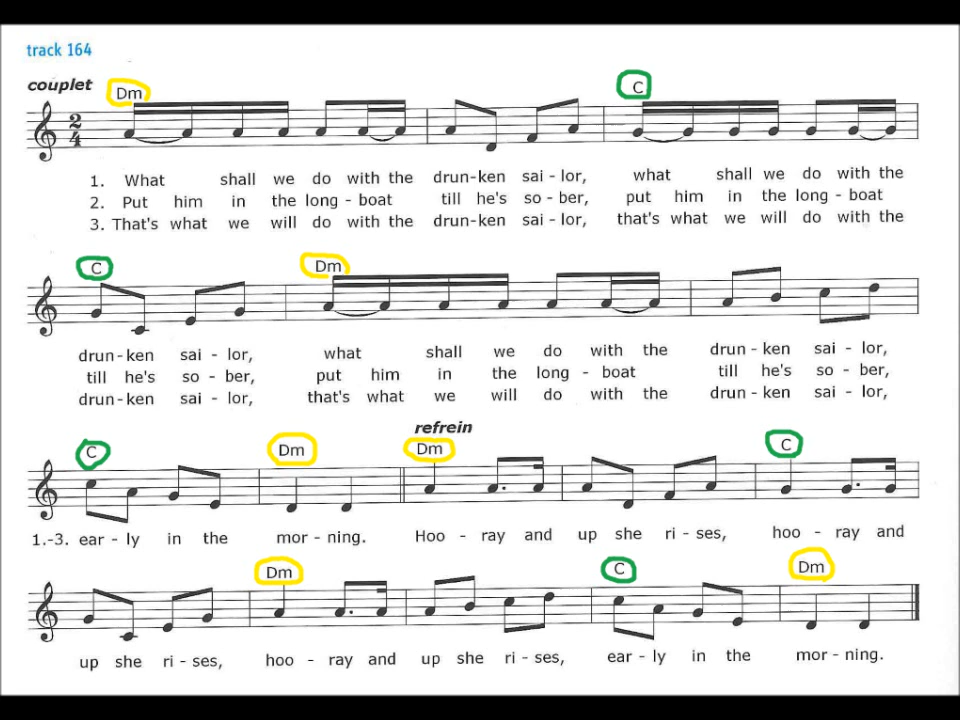 track 164
couplet
Dm C
2
4
1. What shall we do with the drun-ken sai-lor, what shall we do with the
2. Put him in the long-boat till he's so-ber, put him in the long-boat
3. That's what we will do with the drun-ken sai-lor, that's what we will do with the
C Dm
drun-ken sai-lor, what shall we do with the drun-ken sai-lor,
till he's so-ber, put him in the long-boat till he's so-ber,
drun-ken sai-lor, that's what we will do with the drun-ken sai-lor,
refrein
C Dm Dm C
1.-3. ear-ly in the mor-ning. Hoo-ray and up she ri-ses, hoo-ray and
Dm C Dm
up she ri-ses, hoo-ray and up she ri-ses, ear-ly in the mor-ning.